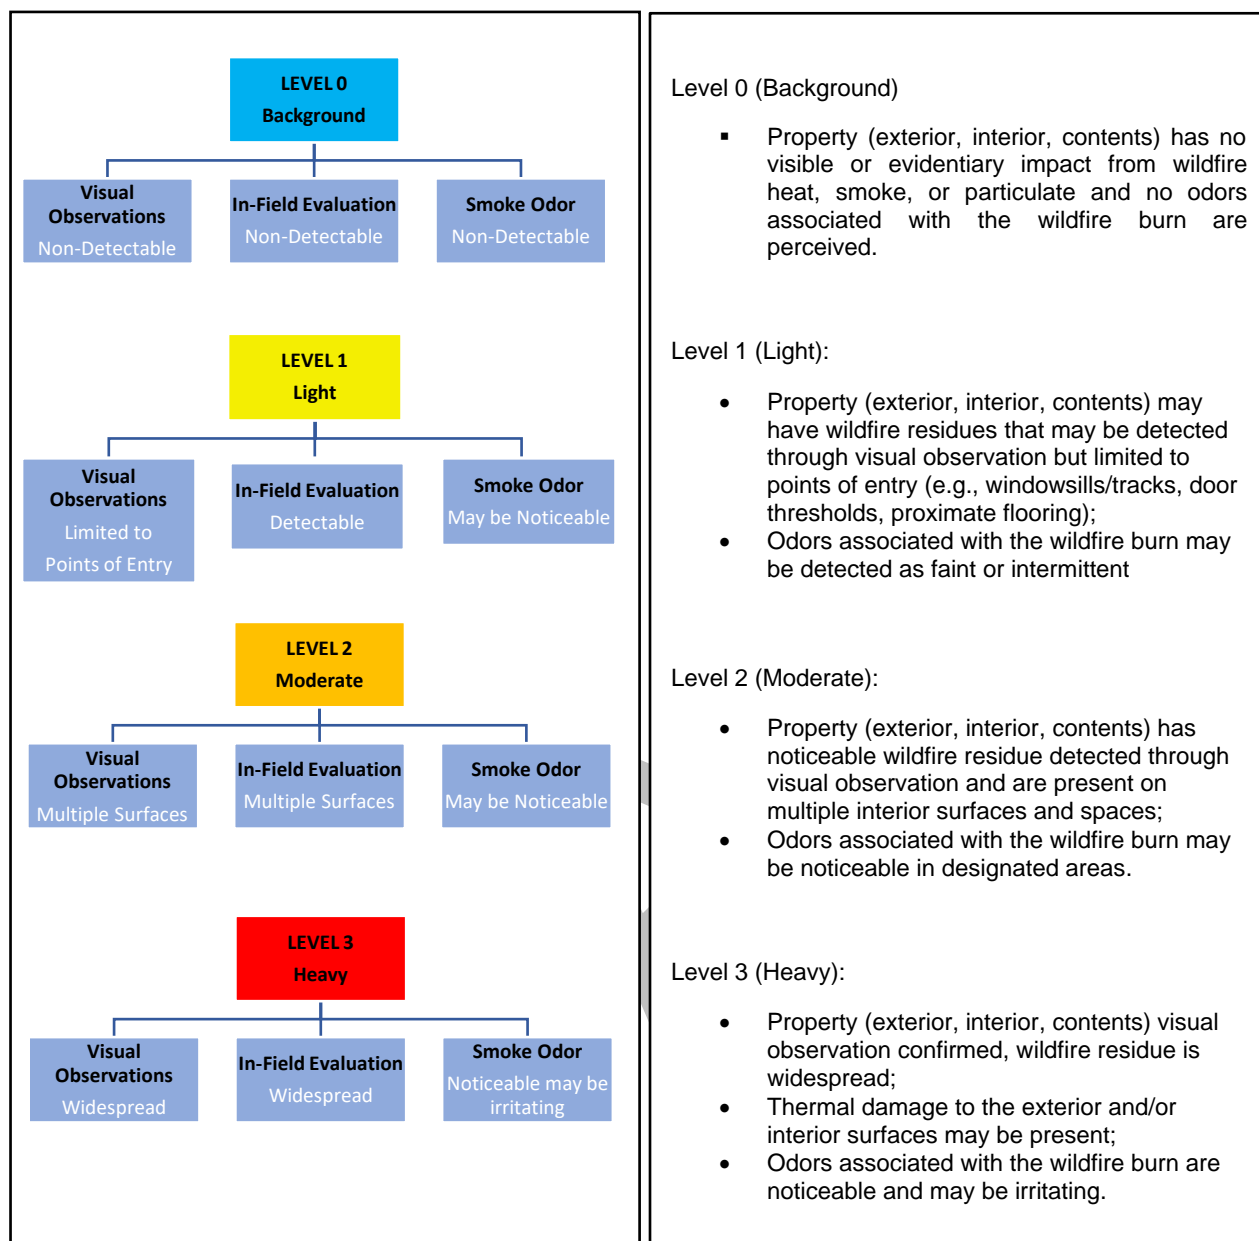 LEVEL 0
Background
Visual
Observations
Non-Detectable
In-Field Evaluation
Non-Detectable
Smoke Odor
Non-Detectable
LEVEL 1
Light
Visual
Observations
Limited to
Points of Entry
In-Field Evaluation
Detectable
Smoke Odor
May be Noticeable
LEVEL 2
Moderate
Visual
Observations
Multiple Surfaces
In-Field Evaluation
Multiple Surfaces
Smoke Odor
May be Noticeable
LEVEL 3
Heavy
Visual
Observations
Widespread
In-Field Evaluation
Widespread
Smoke Odor
Noticeable may be
irritating
Level 0 (Background)
▪ Property (exterior, interior, contents) has no
visible or evidentiary impact from wildfire
heat, smoke, or particulate and no odors
associated with the wildfire burn are
perceived.
Level 1 (Light):
• Property (exterior, interior, contents) may
have wildfire residues that may be detected
through visual observation but limited to
points of entry (e.g., windowsills/tracks, door
thresholds, proximate flooring);
• Odors associated with the wildfire burn may
be detected as faint or intermittent
Level 2 (Moderate):
• Property (exterior, interior, contents) has
noticeable wildfire residue detected through
visual observation and are present on
multiple interior surfaces and spaces;
• Odors associated with the wildfire burn may
be noticeable in designated areas.
Level 3 (Heavy):
• Property (exterior, interior, contents) visual
observation confirmed, wildfire residue is
widespread;
• Thermal damage to the exterior and/or
interior surfaces may be present;
• Odors associated with the wildfire burn are
noticeable and may be irritating.